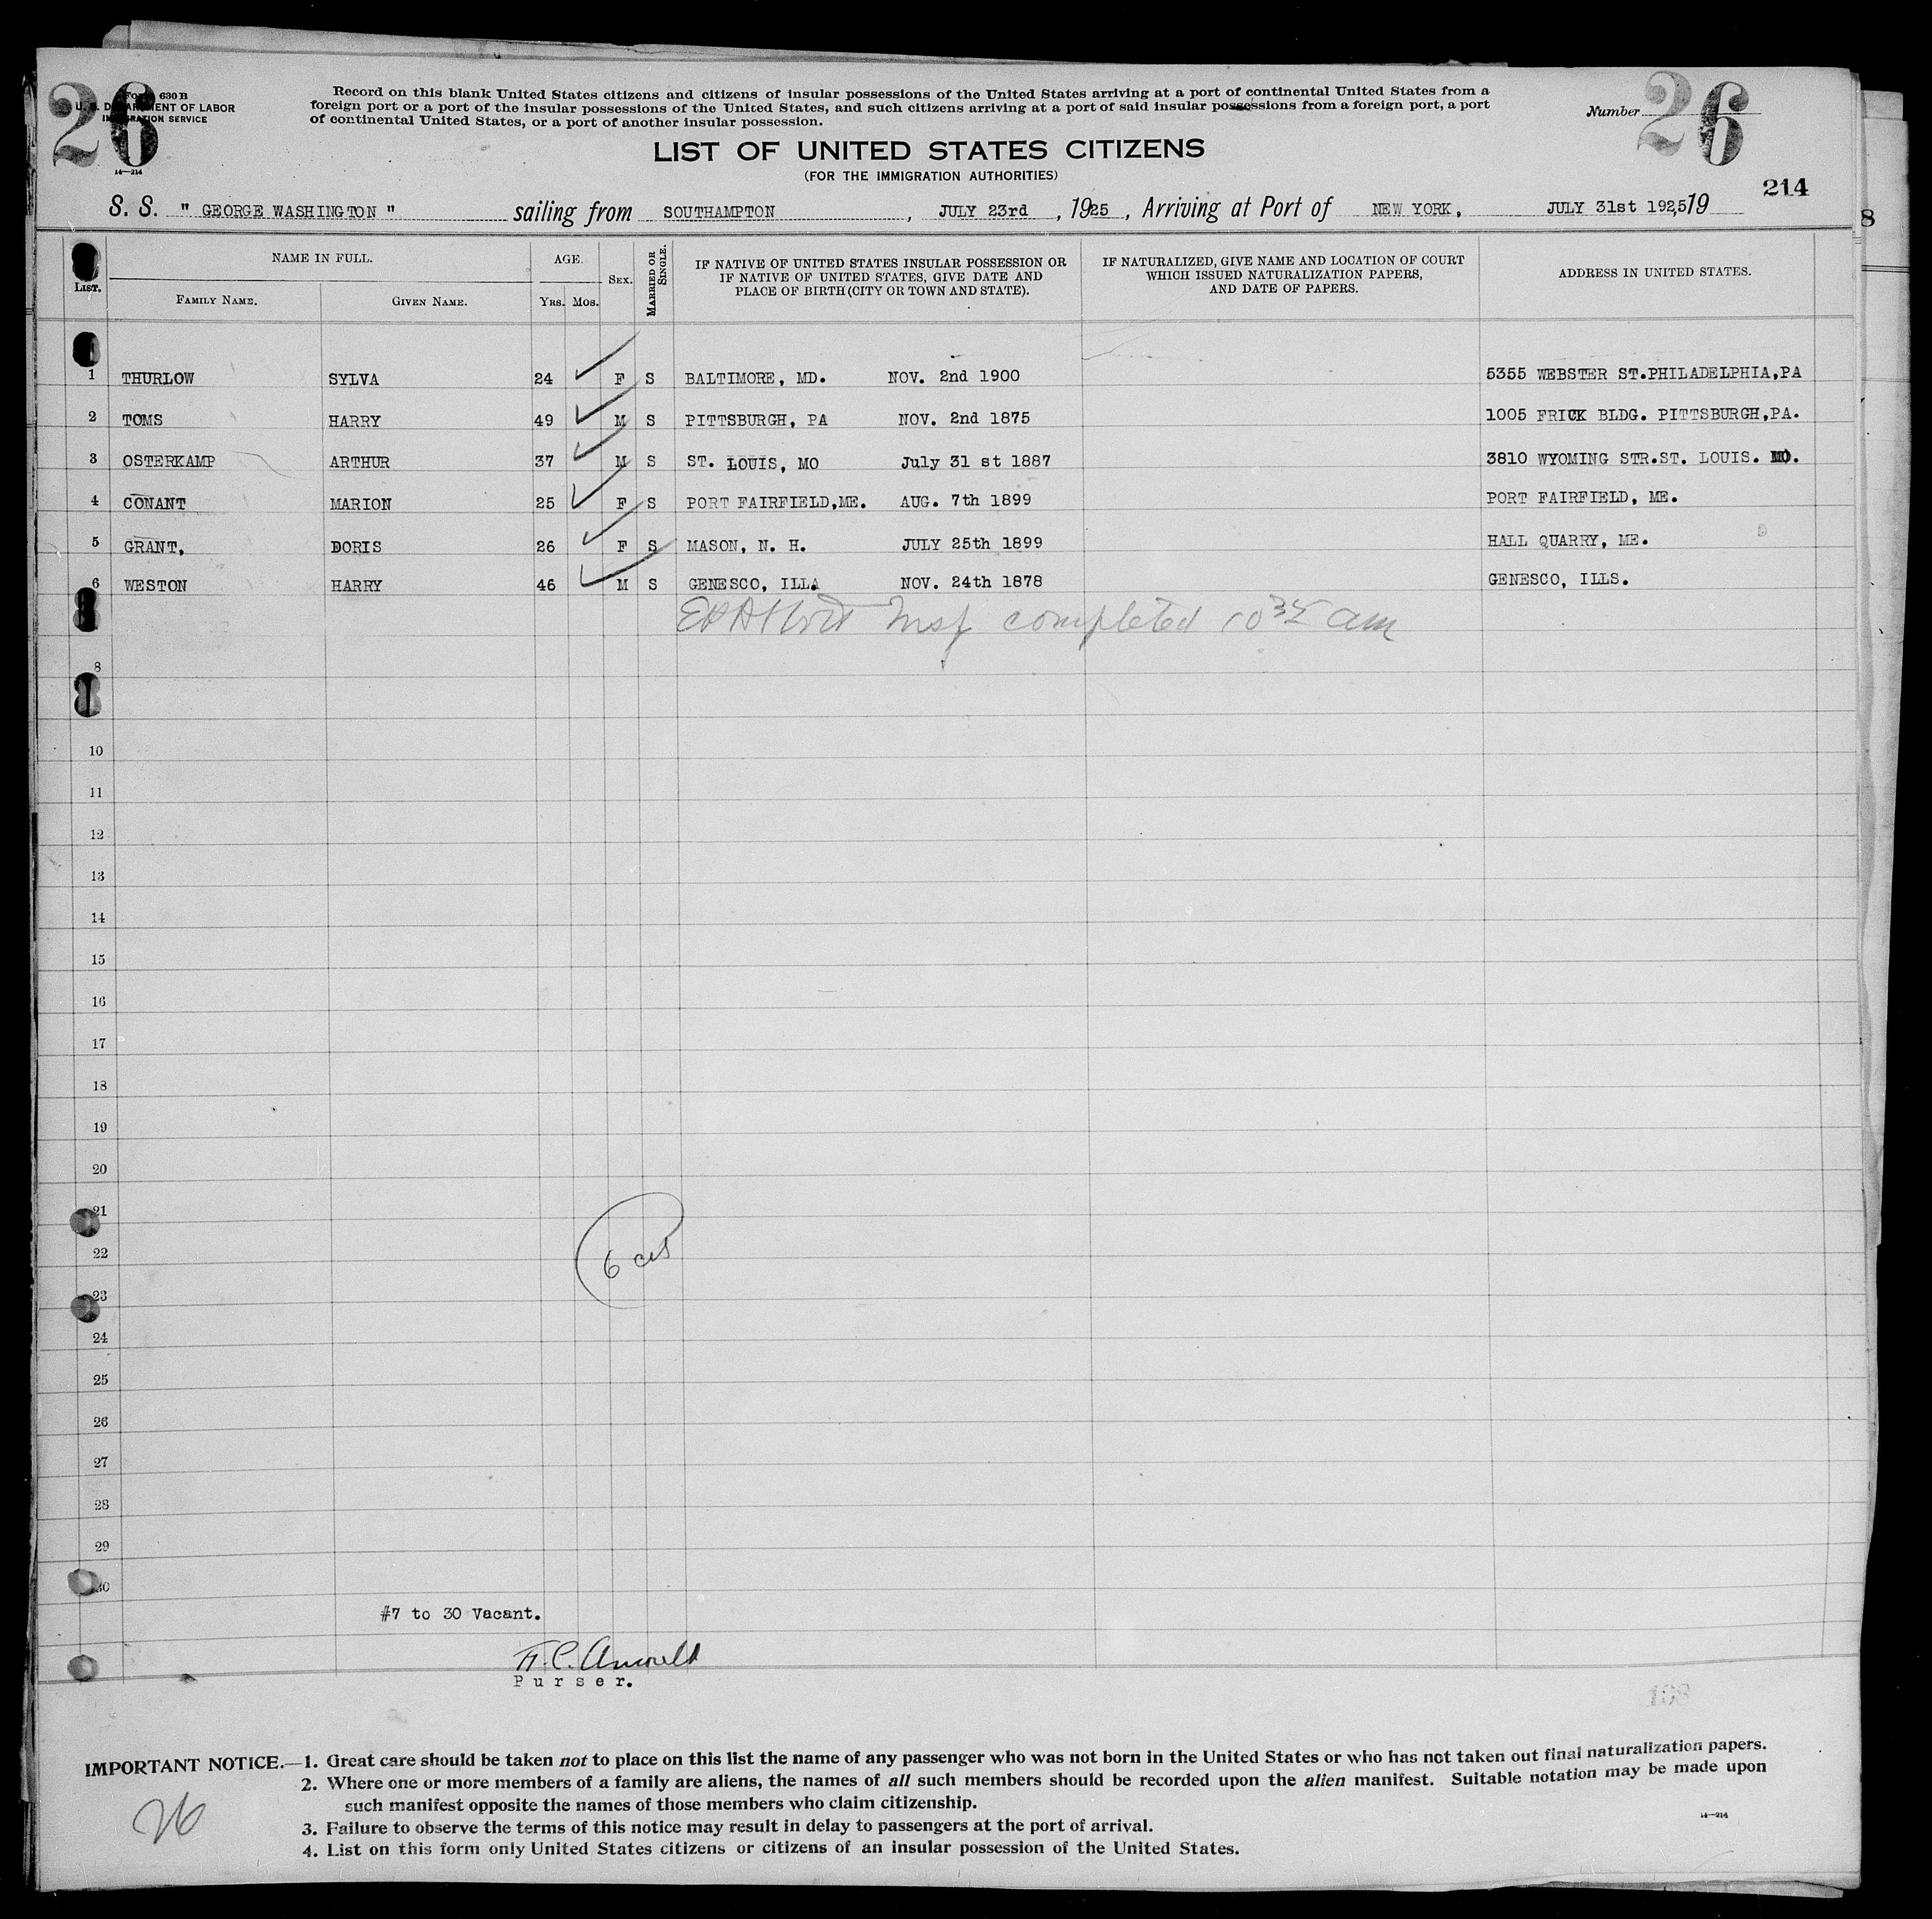 26
Form 630 B
U. S. DEPARTMENT OF LABOR
IMMIGRATION SERVICE
14—214
Record on this blank United States citizens and citizens of insular possessions of the United States arriving at a port of continental United States from a
foreign port or a port of the insular possessions of the United States, and such citizens arriving at a port of said insular possessions from a foreign port, a port
of continental United States, or a port of another insular possession.
Number 26
LIST OF UNITED STATES CITIZENS
(FOR THE IMMIGRATION AUTHORITIES)
214
S. S. " GEORGE WASHINGTON " sailing from SOUTHAMPTON , JULY 23rd , 1925 , Arriving at Port of NEW YORK, JULY 31st 1925, 19
8
LIST.
NAME IN FULL.
FAMILY NAME. GIVEN NAME.
AGE.
YRS. MOS.
SEX.
MARRIED OR SINGLE.
IF NATIVE OF UNITED STATES INSULAR POSSESSION OR
IF NATIVE OF UNITED STATES, GIVE DATE AND
PLACE OF BIRTH (CITY OR TOWN AND STATE).
IF NATURALIZED, GIVE NAME AND LOCATION OF COURT
WHICH ISSUED NATURALIZATION PAPERS,
AND DATE OF PAPERS.
ADDRESS IN UNITED STATES.
1 THURLOW SYLVA 24 F S BALTIMORE, MD. NOV. 2nd 1900 5355 WEBSTER ST.PHILADELPHIA,PA
2 TOMS HARRY 49 M S PITTSBURGH, PA NOV. 2nd 1875 1005 FRICK BLDG. PITTSBURGH,PA.
3 OSTERKAMP ARTHUR 37 M S ST. LOUIS, MO July 31 st 1887 3810 WYOMING STR.ST. LOUIS. MO.
4 CONANT MARION 25 F S PORT FAIRFIELD,ME. AUG. 7th 1899 PORT FAIRFIELD, ME.
5 GRANT, DORIS 26 F S MASON, N. H. JULY 25th 1899 HALL QUARRY, ME.
6 WESTON HARRY 46 M S GENESCO, ILLA NOV. 24th 1878 GENESCO, ILLS.
Insp completed 10 35 am
8
10
11
12
13
14
15
16
17
18
19
20
21
22
6 cits
23
24
25
26
27
28
29
30
#7 to 30 Vacant.
Purser.
108
IMPORTANT NOTICE.—1. Great care should be taken not to place on this list the name of any passenger who was not born in the United States or who has not taken out final naturalization papers.
2. Where one or more members of a family are aliens, the names of all such members should be recorded upon the alien manifest. Suitable notation may be made upon
such manifest opposite the names of those members who claim citizenship.
3. Failure to observe the terms of this notice may result in delay to passengers at the port of arrival.
4. List on this form only United States citizens or citizens of an insular possession of the United States.
14—214
26